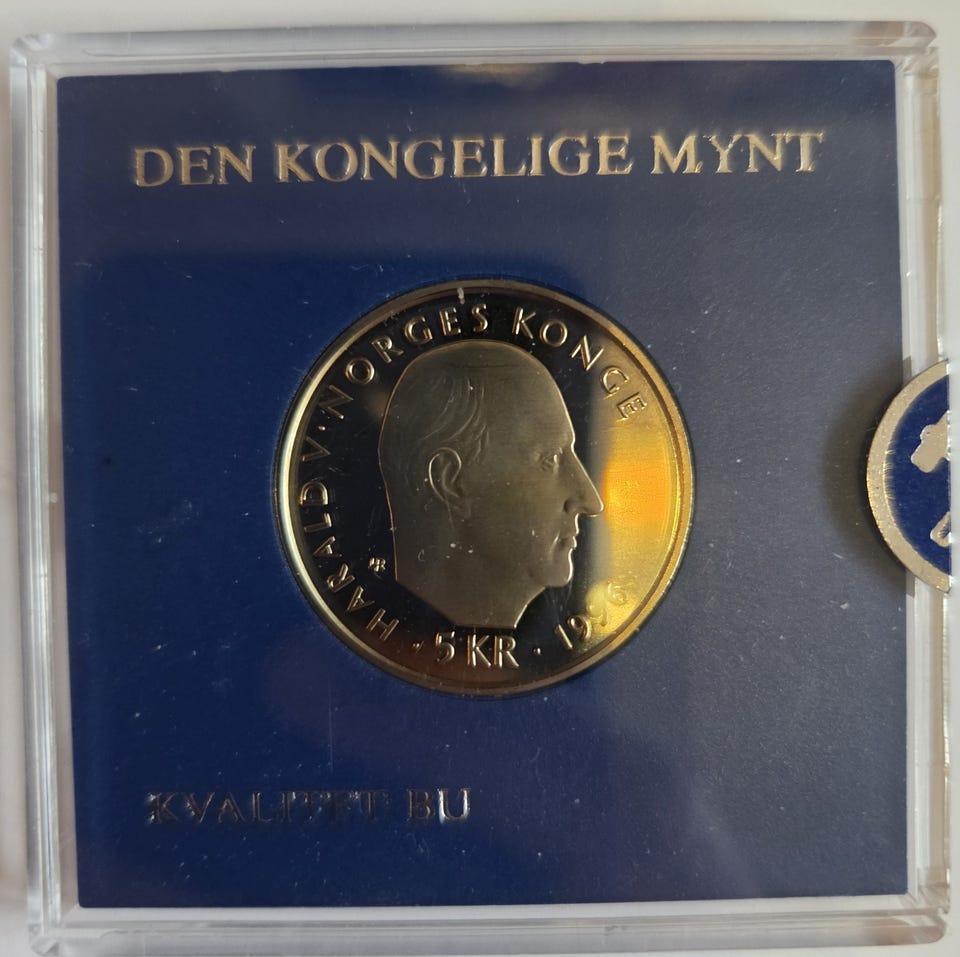 DEN KONGELIGE MYNT
HARALD V · NORGES KONGE
· 5 KR · 1996
KVALITET BU